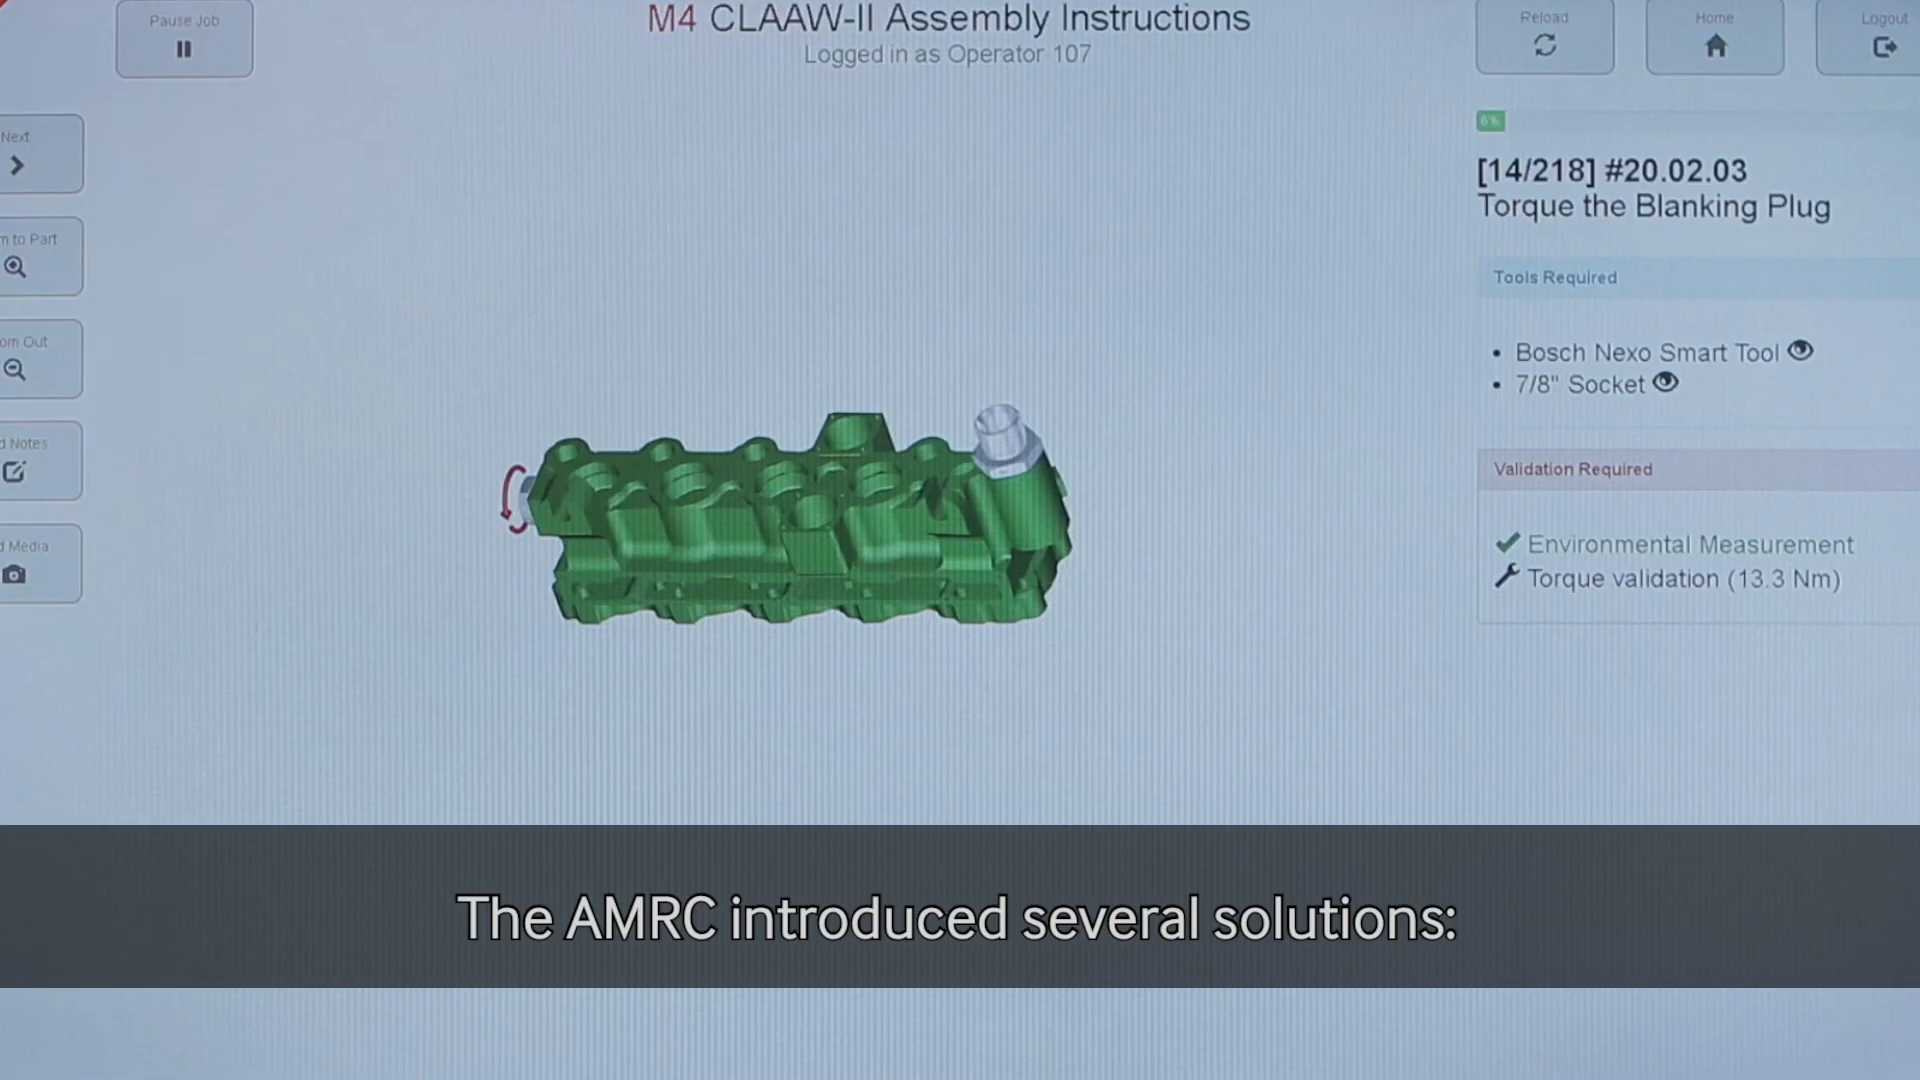 Pause Job
M4 CLAAW-II Assembly Instructions
Logged in as Operator 107
Reload
Home
Logout
Next
n to Part
om Out
d Notes
d Media
6%
[14/218] #20.02.03
Torque the Blanking Plug
Tools Required
• Bosch Nexo Smart Tool
• 7/8" Socket
Validation Required
Environmental Measurement
Torque validation (13.3 Nm)
The AMRC introduced several solutions: